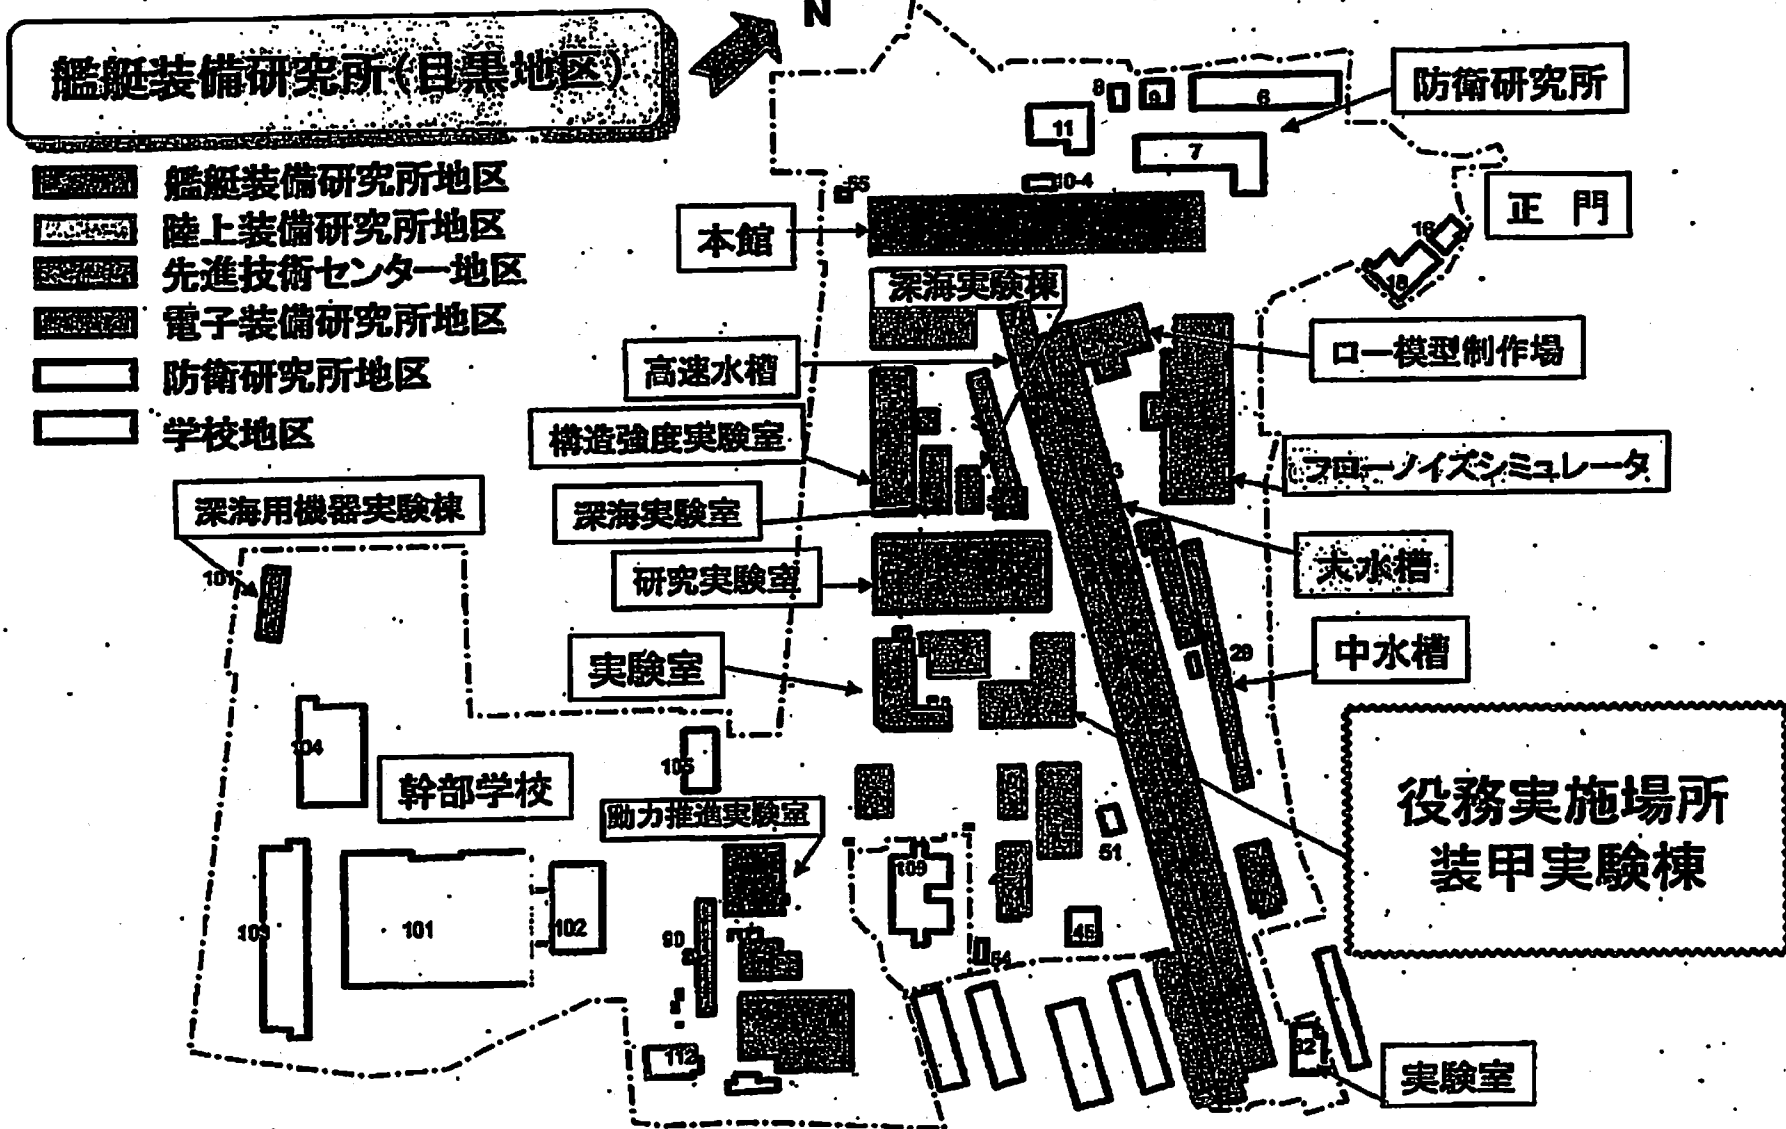 N
艦艇装備研究所(目黒地区)
艦艇装備研究所地区
陸上装備研究所地区
先進技術センター地区
電子装備研究所地区
防衛研究所地区
学校地区
防衛研究所
8
9
6
11
7
10-4
55
正 門
16
18
本館
深海実験棟
高速水槽
ロー模型制作場
構造強度実験室
フローノイズシミュレータ
深海用機器実験棟
深海実験室
大水槽
研究実験室
101
実験室
中水槽
29
104
幹部学校
105
動力推進実験室
役務実施場所
装甲実験棟
51
109
103
101
102
90
45
54
112
32
実験室